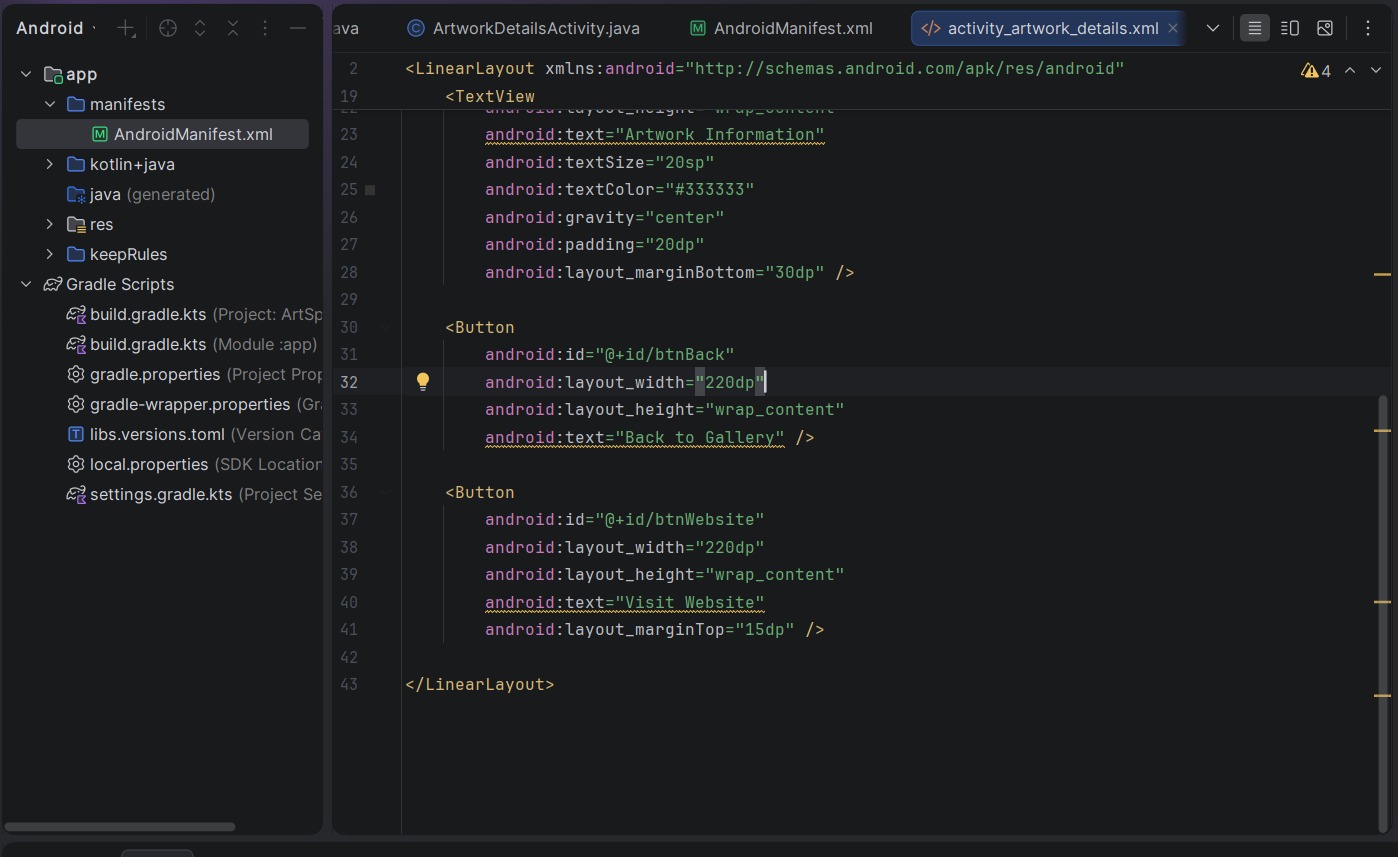 Android
app
manifests
AndroidManifest.xml
kotlin+java
java (generated)
res
keepRules
Gradle Scripts
build.gradle.kts (Project: ArtSp
build.gradle.kts (Module :app)
gradle.properties (Project Prop
gradle-wrapper.properties (Gra
libs.versions.toml (Version Ca
local.properties (SDK Location
settings.gradle.kts (Project Se
ava ArtworkDetailsActivity.java AndroidManifest.xml </> activity_artwork_details.xml
4
2 <LinearLayout xmlns:android="http://schemas.android.com/apk/res/android"
19 <TextView
22 android:layout_height="wrap_content"
23 android:text="Artwork Information"
24 android:textSize="20sp"
25 android:textColor="#333333"
26 android:gravity="center"
27 android:padding="20dp"
28 android:layout_marginBottom="30dp" />
29
30 <Button
31 android:id="@+id/btnBack"
32 android:layout_width="220dp"
33 android:layout_height="wrap_content"
34 android:text="Back to Gallery" />
35
36 <Button
37 android:id="@+id/btnWebsite"
38 android:layout_width="220dp"
39 android:layout_height="wrap_content"
40 android:text="Visit Website"
41 android:layout_marginTop="15dp" />
42
43 </LinearLayout>